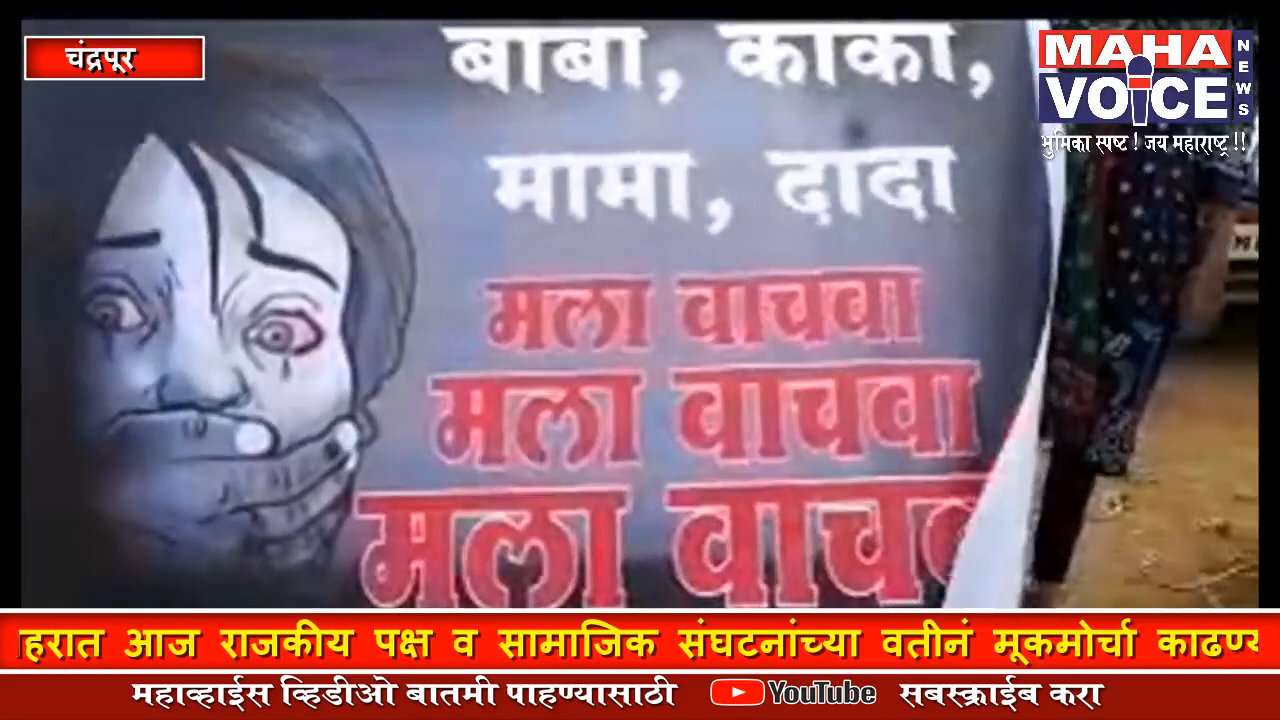 चंद्रपूर
बाबा, काका,
मामा, दादा
मला वाचवा
मला वाचवा
मला
MAHA
VOICE
NEWS
भुमिका स्पष्ट ! जय महाराष्ट्र !!
आज राजकीय पक्ष व सामाजिक संघटनांच्या वतीनं मूकमोर्चा
महाव्हाईस व्हिडीओ बातमी पाहण्यासाठी YouTube सबस्क्राईब करा